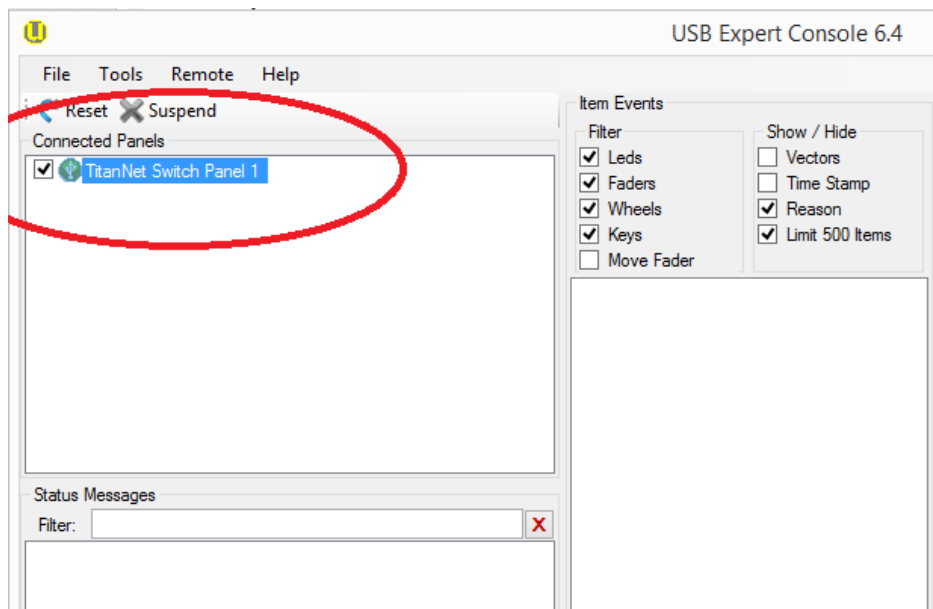 USB Expert Console 6.4
File Tools Remote Help
Reset Suspend
Connected Panels
TitanNet Switch Panel 1
Status Messages
Filter:
X
Item Events
Filter
Leds
Faders
Wheels
Keys
Move Fader
Show / Hide
Vectors
Time Stamp
Reason
Limit 500 Items